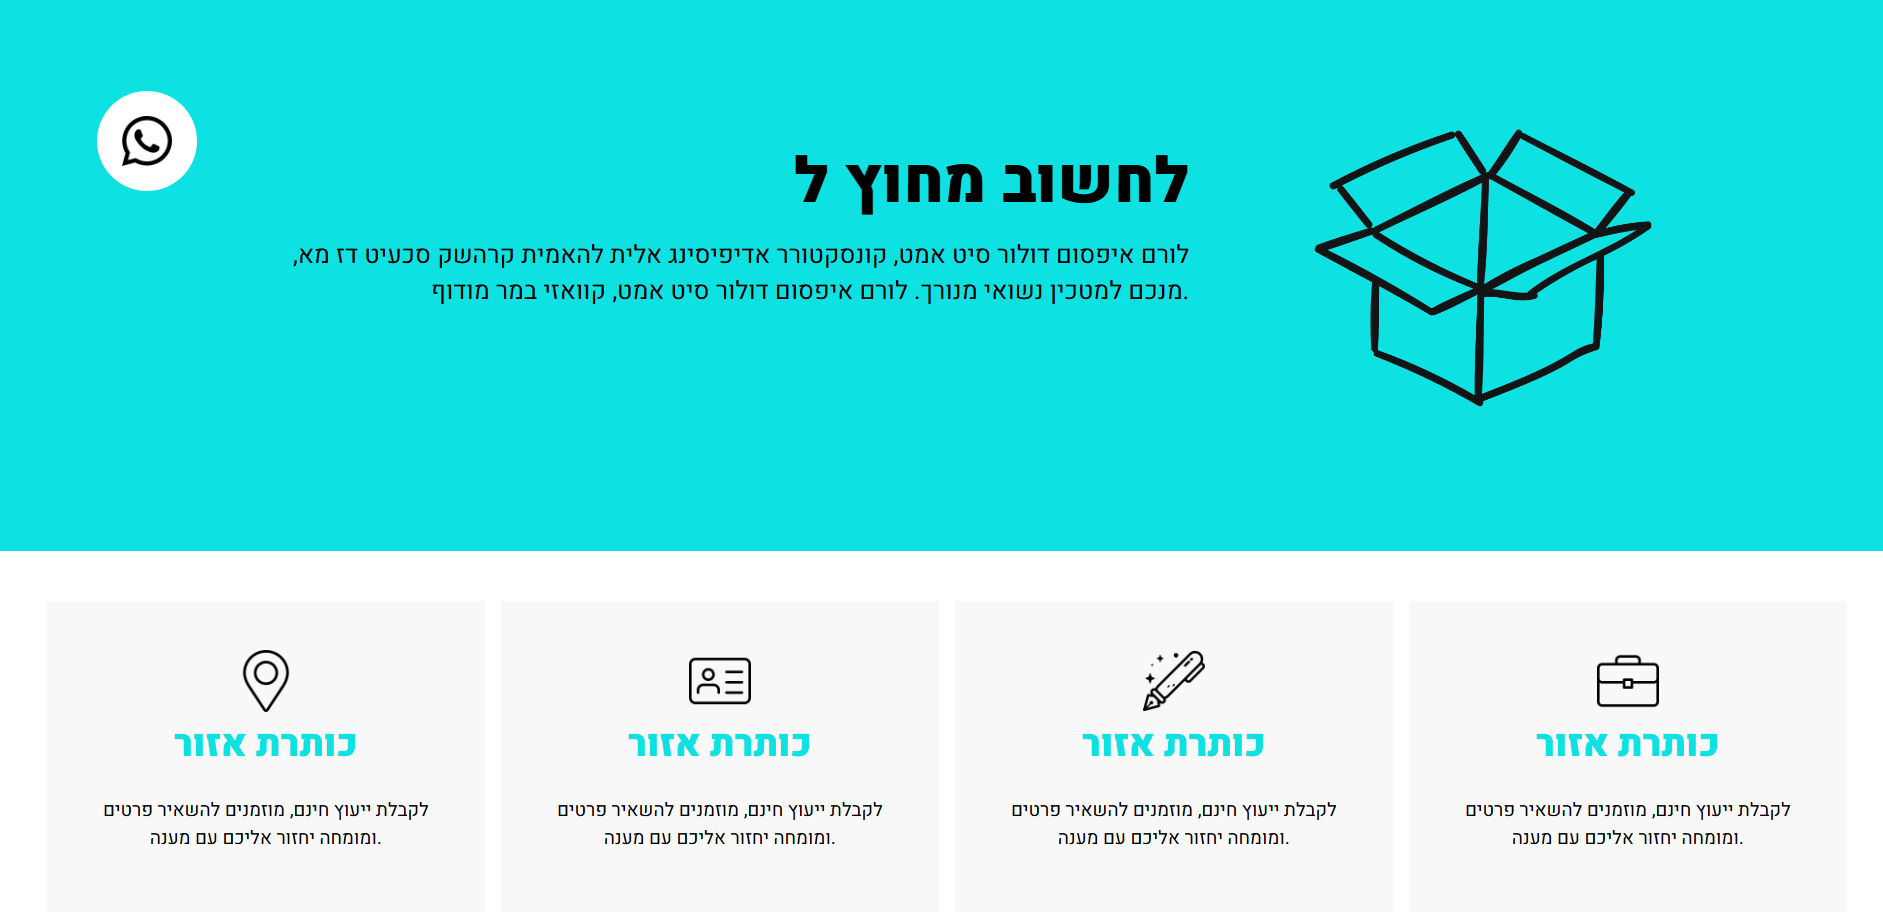 לחשוב מחוץ ל
לורם איפסום דולור סיט אמט, קונסקטורר אדיפיסינג אלית להאמית קרהשק סכעיט דז מא,
.מנכם למטכין נשואי מנורך. לורם איפסום דולור סיט אמט, קוואזי במר מודוף
כותרת אזור
לקבלת ייעוץ חינם, מוזמנים להשאיר פרטים
.ומומחה יחזור אליכם עם מענה
כותרת אזור
לקבלת ייעוץ חינם, מוזמנים להשאיר פרטים
.ומומחה יחזור אליכם עם מענה
כותרת אזור
לקבלת ייעוץ חינם, מוזמנים להשאיר פרטים
.ומומחה יחזור אליכם עם מענה
כותרת אזור
לקבלת ייעוץ חינם, מוזמנים להשאיר פרטים
.ומומחה יחזור אליכם עם מענה